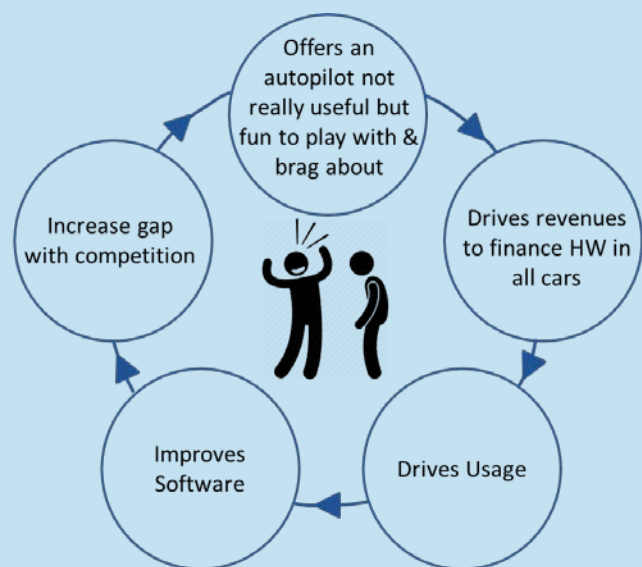 Offers an
autopilot not
really useful but
fun to play with &
brag about
Drives revenues
to finance HW in
all cars
Drives Usage
Improves
Software
Increase gap
with competition